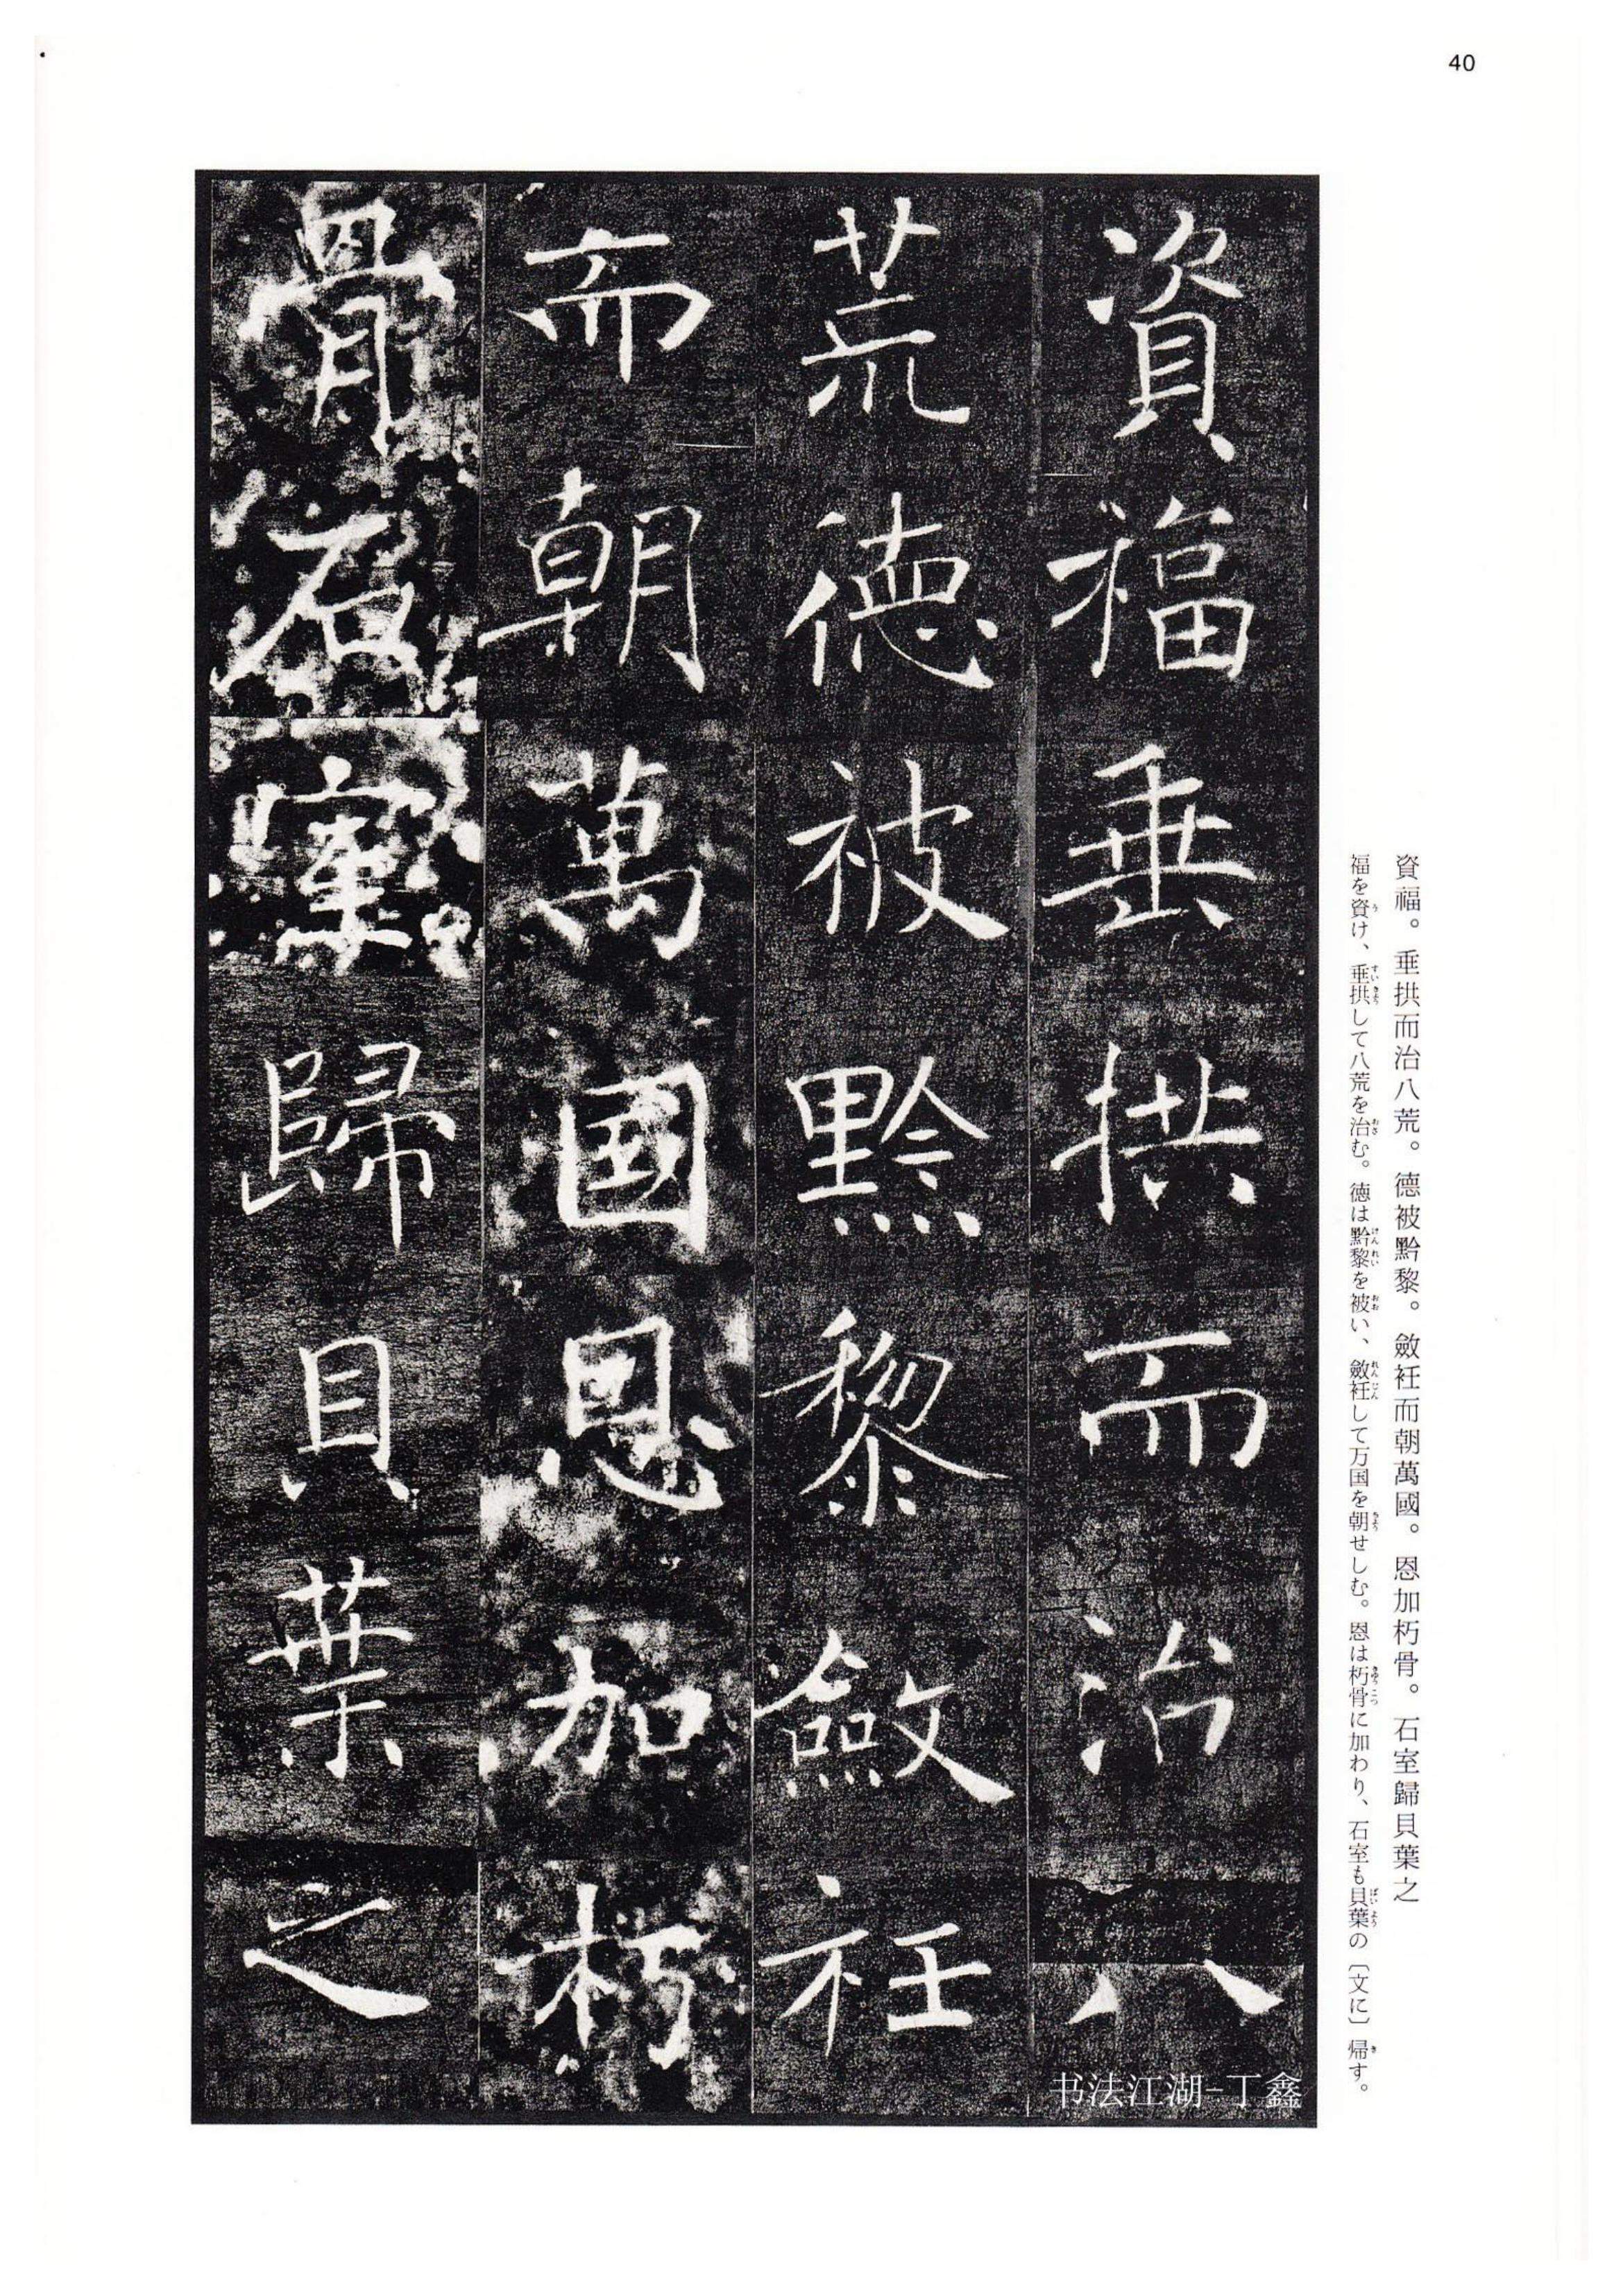 40
資福。垂拱而治八荒。德被黔黎。斂衽而朝萬國。恩加朽骨。石室歸貝葉之
福を資け、垂拱して八荒を治む。徳は黔黎を被い、斂衽して万国を朝せしむ。恩は朽骨に加わり、石室も貝葉の〔文に〕帰す。
資福垂拱而治八
荒德被黔黎斂衽
而朝萬國恩加朽
骨石室歸貝葉之
书法江湖-丁鑫